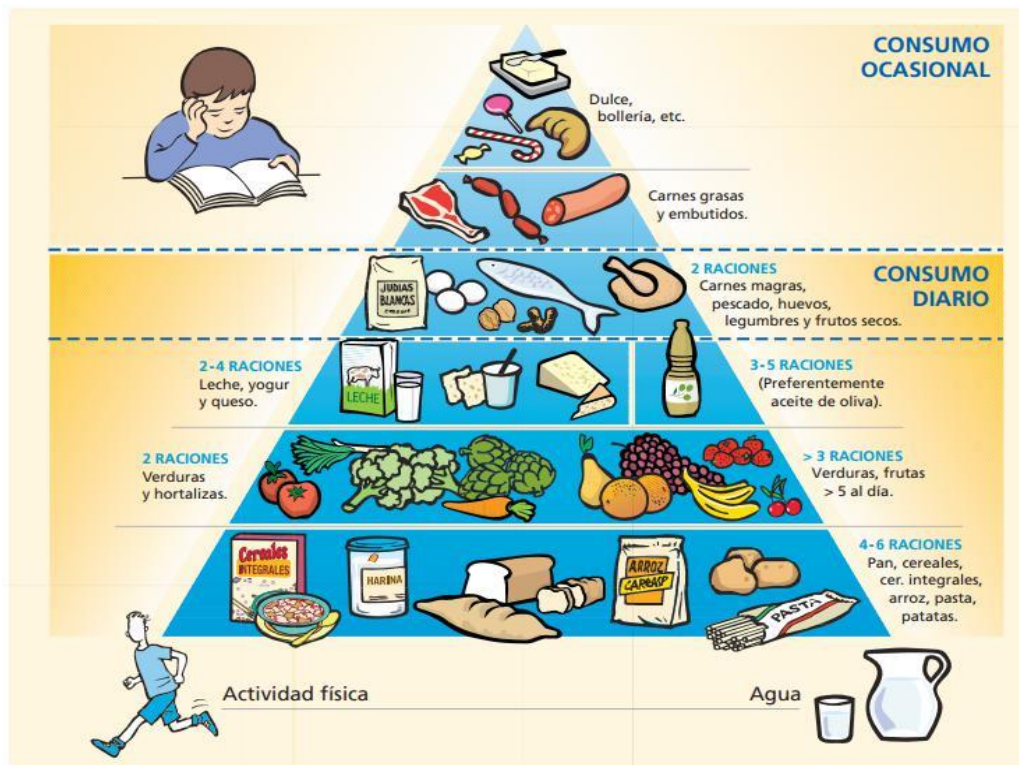 CONSUMO
OCASIONAL
Dulce,
bollería, etc.
Carnes grasas
y embutidos.
JUDIAS
BLANCAS
2 RACIONES
Carnes magras,
pescado, huevos,
legumbres y frutos secos.
CONSUMO
DIARIO
2-4 RACIONES
Leche, yogur
y queso.
LECHE
3-5 RACIONES
(Preferentemente
aceite de oliva).
2 RACIONES
Verduras
y hortalizas.
> 3 RACIONES
Verduras, frutas
> 5 al día.
Cereales
INTEGRALES
HARINA
ARROZ
PASTA
4-6 RACIONES
Pan, cereales,
cer. integrales,
arroz, pasta,
patatas.
Actividad física
Agua